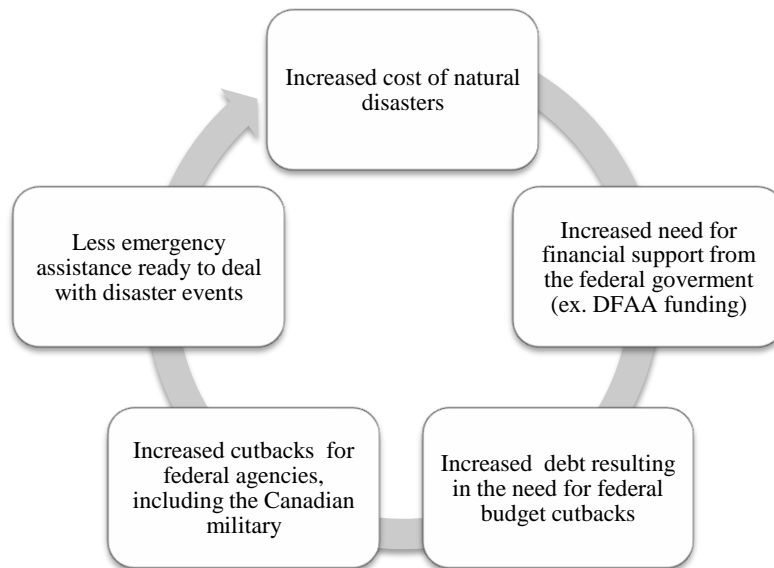 Increased cost of natural
disasters
Increased need for
financial support from
the federal goverment
(ex. DFAA funding)
Increased debt resulting
in the need for federal
budget cutbacks
Increased cutbacks for
federal agencies,
including the Canadian
military
Less emergency
assistance ready to deal
with disaster events